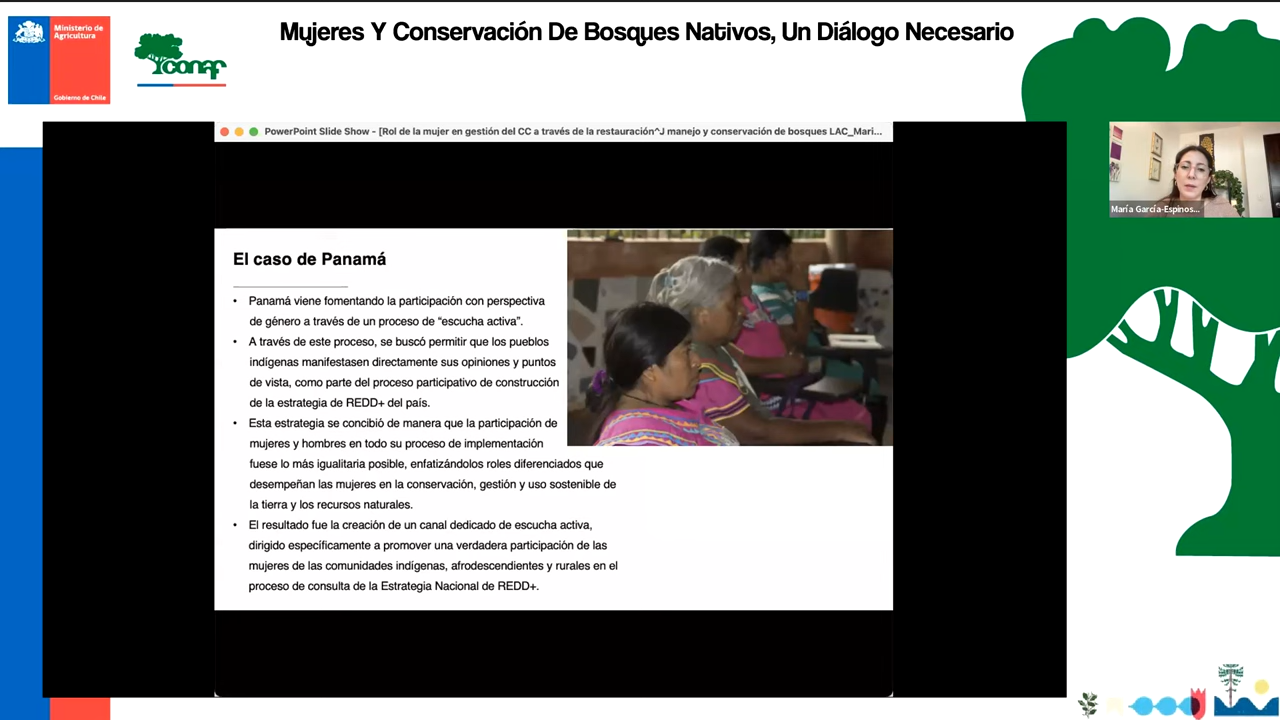 Mujeres Y Conservación De Bosques Nativos, Un Diálogo Necesario
Ministerio de
Agricultura
Gobierno de Chile
conaf
PowerPoint Slide Show - [Rol de la mujer en gestión del CC a través de la restauración^J manejo y conservación de bosques LAC_Mari...
El caso de Panamá
• Panamá viene fomentando la participación con perspectiva
de género a través de un proceso de “escucha activa”.
• A través de este proceso, se buscó permitir que los pueblos
indígenas manifestasen directamente sus opiniones y puntos
de vista, como parte del proceso participativo de construcción
de la estrategia de REDD+ del país.
• Esta estrategia se concibió de manera que la participación de
mujeres y hombres en todo su proceso de implementación
fuese lo más igualitaria posible, enfatizándolos roles diferenciados que
desempeñan las mujeres en la conservación, gestión y uso sostenible de
la tierra y los recursos naturales.
• El resultado fue la creación de un canal dedicado de escucha activa,
dirigido específicamente a promover una verdadera participación de las
mujeres de las comunidades indígenas, afrodescendientes y rurales en el
proceso de consulta de la Estrategia Nacional de REDD+.
María García-Espinos...